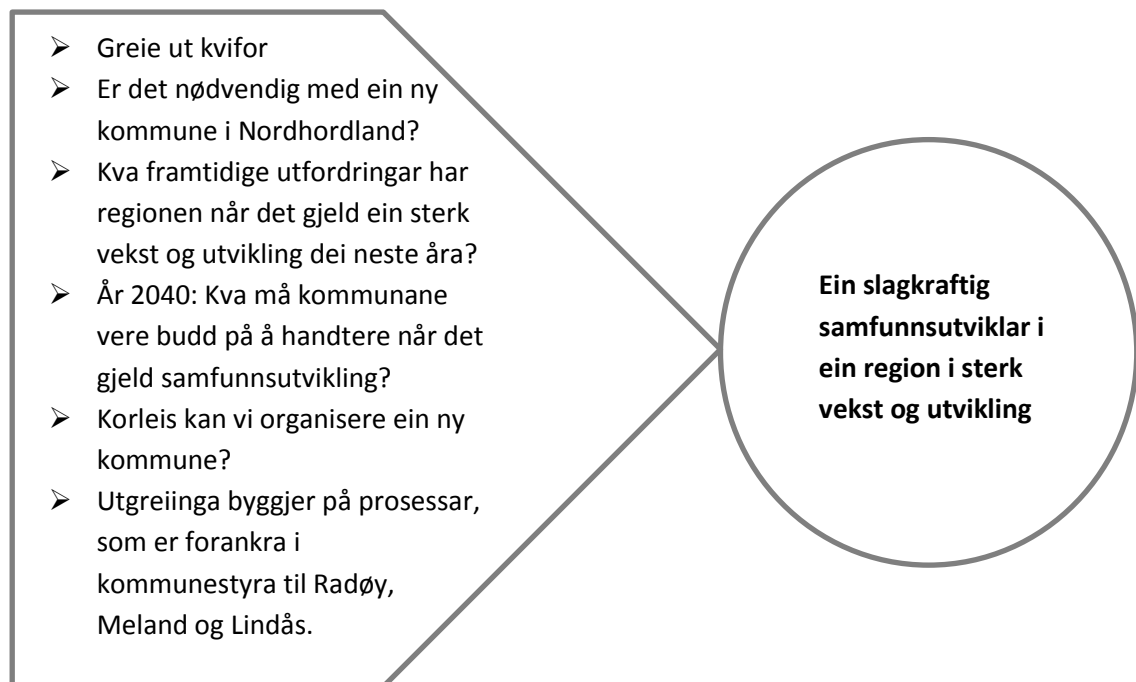 ➢ Greie ut kvifor
➢ Er det nødvendig med ein ny
kommune i Nordhordland?
➢ Kva framtidige utfordringar har
regionen når det gjeld ein sterk
vekst og utvikling dei neste åra?
➢ År 2040: Kva må kommunane
vere budd på å handtere når det
gjeld samfunnsutvikling?
➢ Korleis kan vi organisere ein ny
kommune?
➢ Utgreiinga byggjer på prosessar,
som er forankra i
kommunestyra til Radøy,
Meland og Lindås.
Ein slagkraftig
samfunnsutviklar i
ein region i sterk
vekst og utvikling